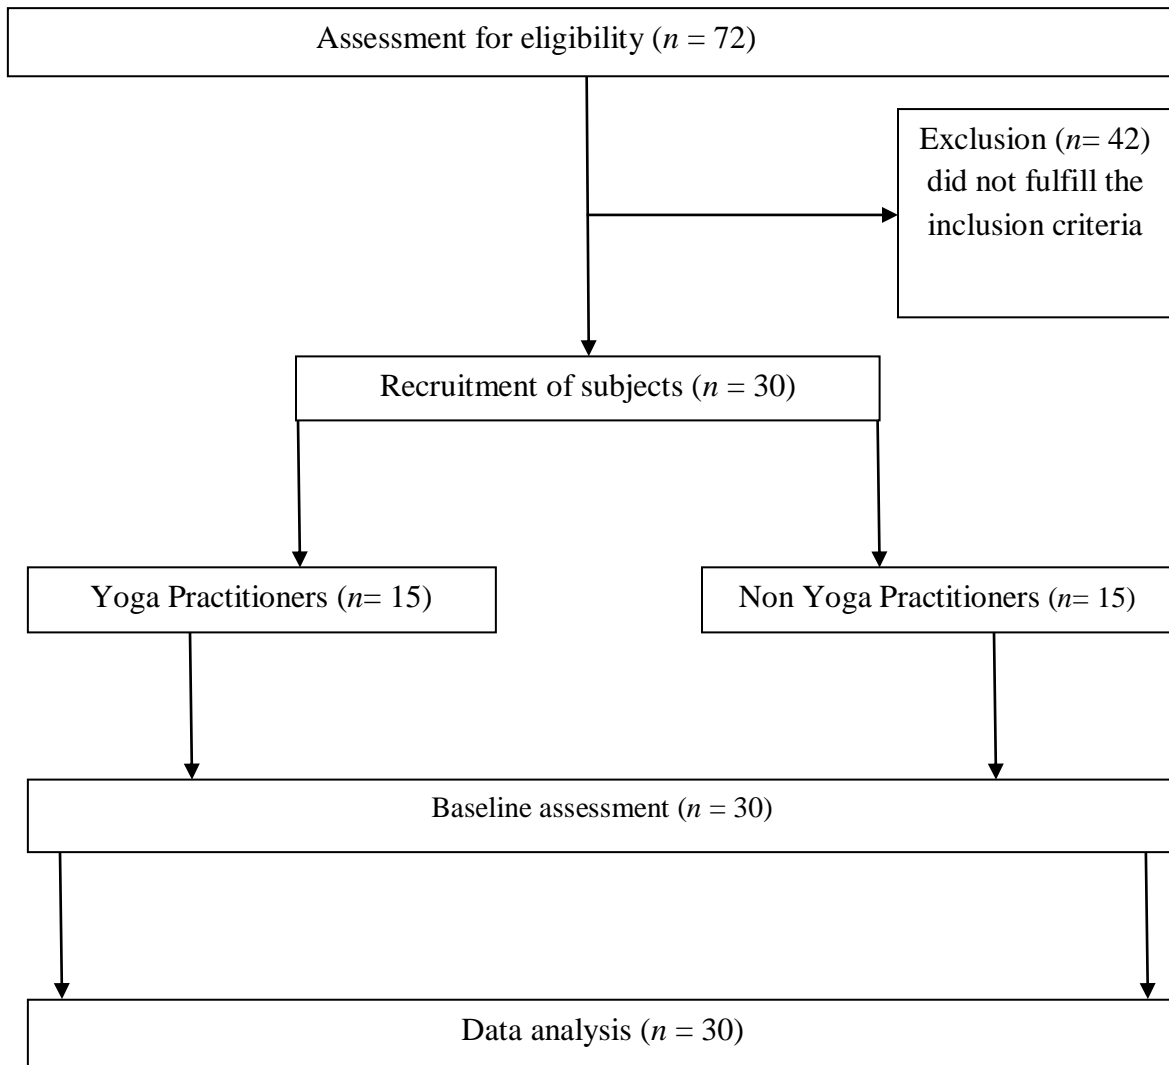 Assessment for eligibility (n = 72)
Exclusion (n= 42)
did not fulfill the
inclusion criteria
Recruitment of subjects (n = 30)
Yoga Practitioners (n= 15)
Non Yoga Practitioners (n= 15)
Baseline assessment (n = 30)
Data analysis (n = 30)